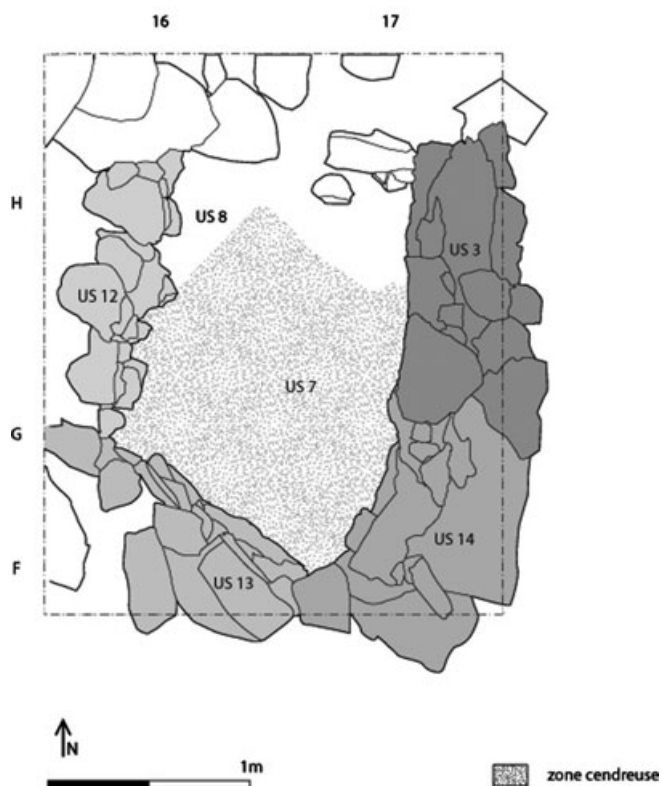 16 17
H
US 8
US 3
US 12
US 7
G
US 14
F
US 13
N
1m
zone cendreuse